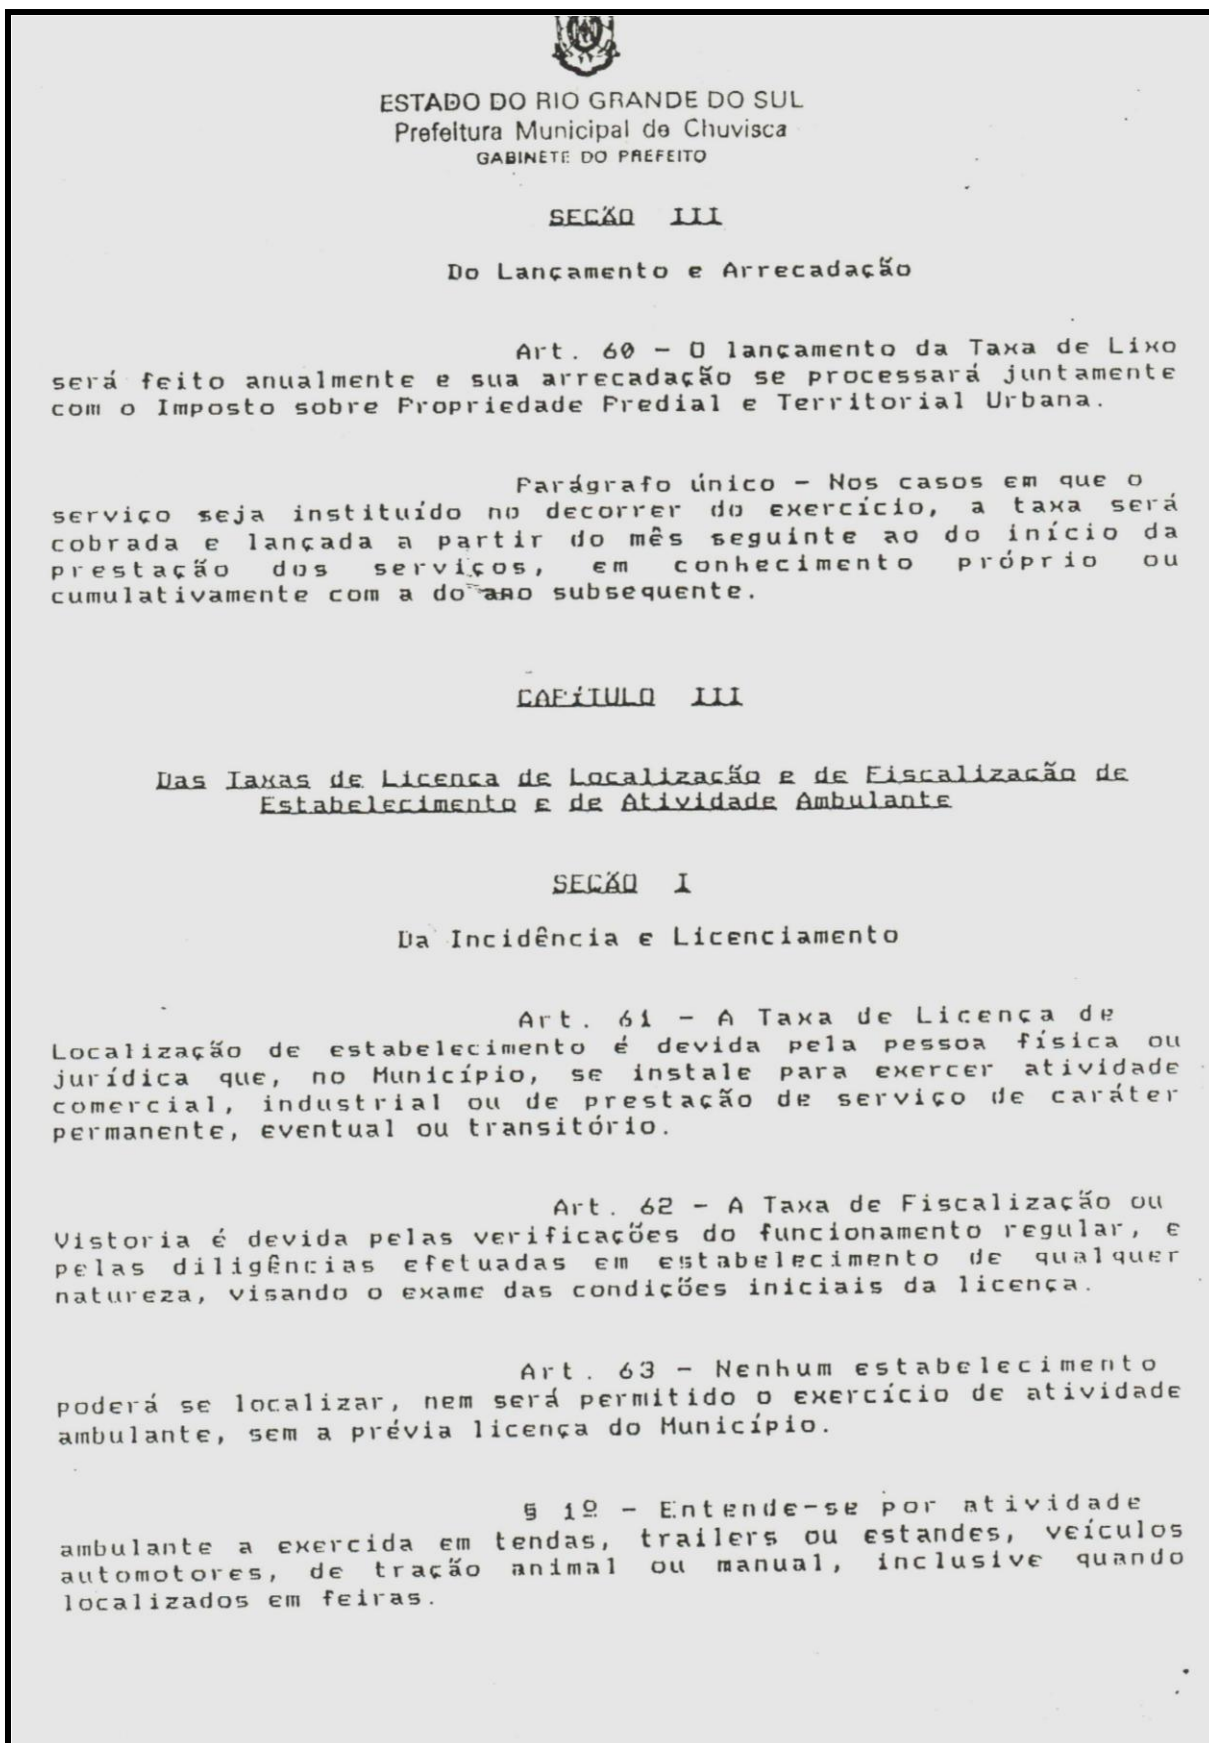 ESTADO DO RIO GRANDE DO SUL
Prefeitura Municipal de Chuvisca
GABINETE DO PREFEITO
SEÇÃO III
Do Lançamento e Arrecadação
Art. 60 - O lançamento da Taxa de Lixo
será feito anualmente e sua arrecadação se processará juntamente
com o Imposto sobre Propriedade Predial e Territorial Urbana.
Parágrafo único - Nos casos em que o
serviço seja instituído no decorrer do exercício, a taxa será
cobrada e lançada a partir do mês seguinte ao do início da
prestação dos serviços, em conhecimento próprio ou
cumulativamente com a do ano subsequente.
CAPÍTULO III
Das Taxas de Licença de Localização e de Fiscalização de
Estabelecimento e de Atividade Ambulante
SEÇÃO I
Da Incidência e Licenciamento
Art. 61 - A Taxa de Licença de
Localização de estabelecimento é devida pela pessoa física ou
jurídica que, no Município, se instale para exercer atividade
comercial, industrial ou de prestação de serviço de caráter
permanente, eventual ou transitório.
Art. 62 - A Taxa de Fiscalização ou
Vistoria é devida pelas verificações do funcionamento regular, e
pelas diligências efetuadas em estabelecimento de qualquer
natureza, visando o exame das condições iniciais da licença.
Art. 63 - Nenhum estabelecimento
poderá se localizar, nem será permitido o exercício de atividade
ambulante, sem a prévia licença do Município.
§ 1º - Entende-se por atividade
ambulante a exercida em tendas, trailers ou estandes, veículos
automotores, de tração animal ou manual, inclusive quando
localizados em feiras.